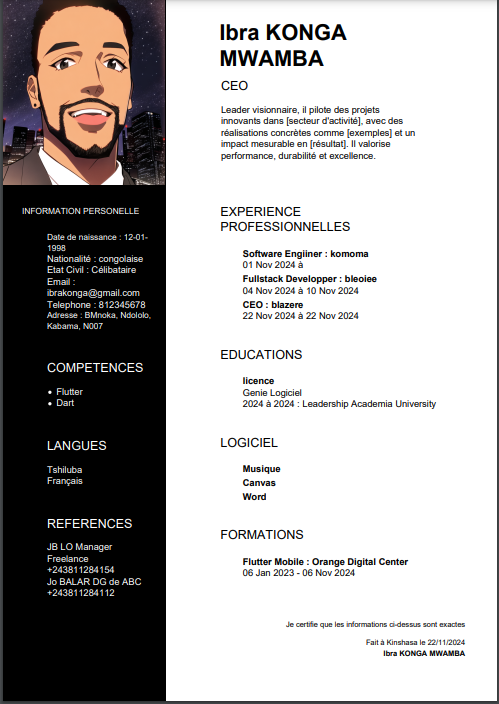 Ibra KONGA
MWAMBA
CEO
Leader visionnaire, il pilote des projets
innovants dans [secteur d'activité], avec des
réalisations concrètes comme [exemples] et un
impact mesurable en [résultat]. Il valorise
performance, durabilité et excellence.
INFORMATION PERSONELLE
Date de naissance : 12-01-
1998
Nationalité : congolaise
Etat Civil : Célibataire
Email :
ibrakonga@gmail.com
Telephone : 812345678
Adresse : BMnoka, Ndololo,
Kabama, N007
COMPETENCES
• Flutter
• Dart
LANGUES
Tshiluba
Français
REFERENCES
JB LO Manager
Freelance
+243811284154
Jo BALAR DG de ABC
+243811284112
EXPERIENCE
PROFESSIONNELLES
Software Engiiner : komoma
01 Nov 2024 à
Fullstack Developper : bleoiee
04 Nov 2024 à 10 Nov 2024
CEO : blazere
22 Nov 2024 à 22 Nov 2024
EDUCATIONS
licence
Genie Logiciel
2024 à 2024 : Leadership Academia University
LOGICIEL
Musique
Canvas
Word
FORMATIONS
Flutter Mobile : Orange Digital Center
06 Jan 2023 - 06 Nov 2024
Je certifie que les informations ci-dessus sont exactes
Fait à Kinshasa le 22/11/2024
Ibra KONGA MWAMBA